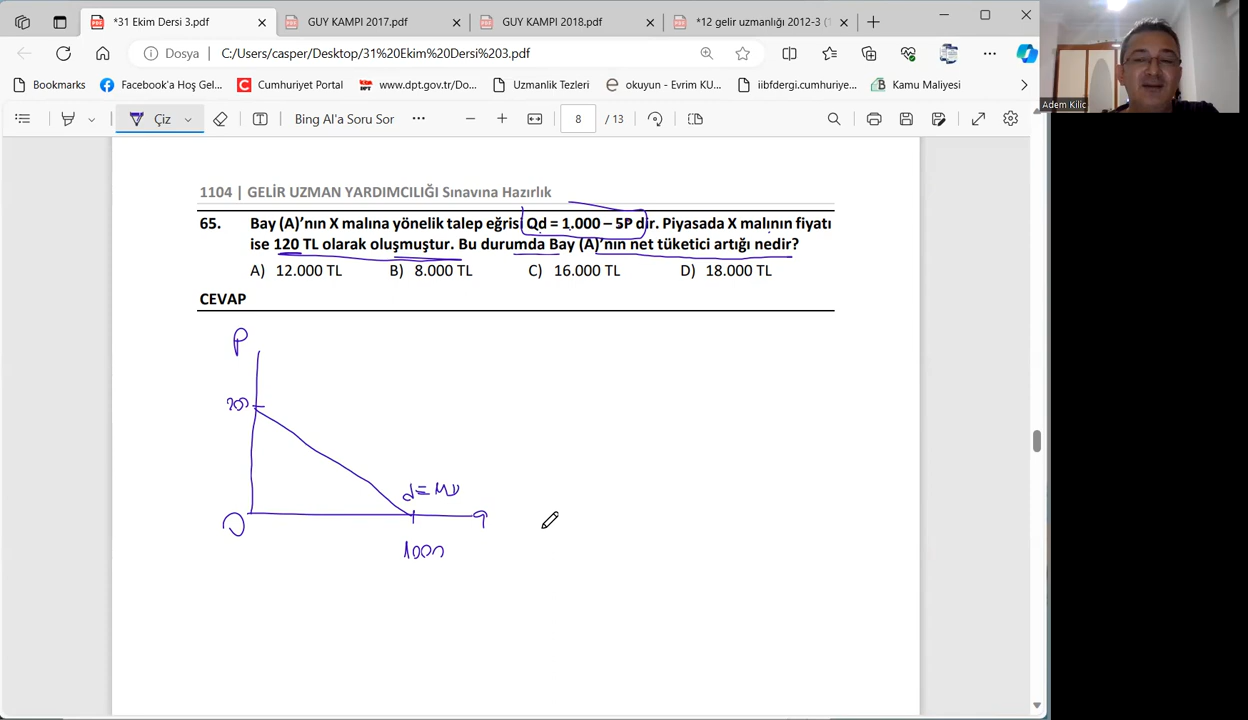 *31 Ekim Dersi 3.pdf
GUY KAMPI 2017.pdf
GUY KAMPI 2018.pdf
*12 gelir uzmanlığı 2012-3 (1
Dosya
C:/Users/casper/Desktop/31%20Ekim%20Dersi%203.pdf
Bookmarks
Facebook'a Hoş Gel...
Cumhuriyet Portal
www.dpt.gov.tr/Do...
Uzmanlık Tezleri
okuyun - Evrim KU...
iibfdergi.cumhuriye...
Kamu Maliyesi
Adem Kilic
Çiz
Bing AI'a Soru Sor
8 / 13
1104 | GELİR UZMAN YARDIMCILIĞI Sınavına Hazırlık
65. Bay (A)'nın X malına yönelik talep eğrisi Qd = 1.000 – 5P dir. Piyasada X malının fiyatı
ise 120 TL olarak oluşmuştur. Bu durumda Bay (A)'nın net tüketici artığı nedir?
A) 12.000 TL B) 8.000 TL C) 16.000 TL D) 18.000 TL
CEVAP
P
200
d = MU
0
q
1000